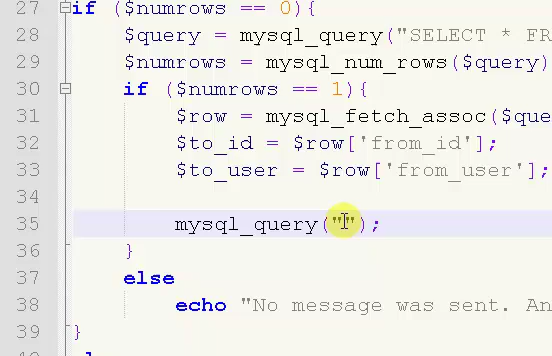 27 if ($numrows == 0){
28 $query = mysql_query("SELECT * FR
29 $numrows = mysql_num_rows($query)
30 if ($numrows == 1){
31 $row = mysql_fetch_assoc($que
32 $to_id = $row['from_id'];
33 $to_user = $row['from_user'];
34
35 mysql_query("");
36 }
37 else
38 echo "No message was sent. An
39 }